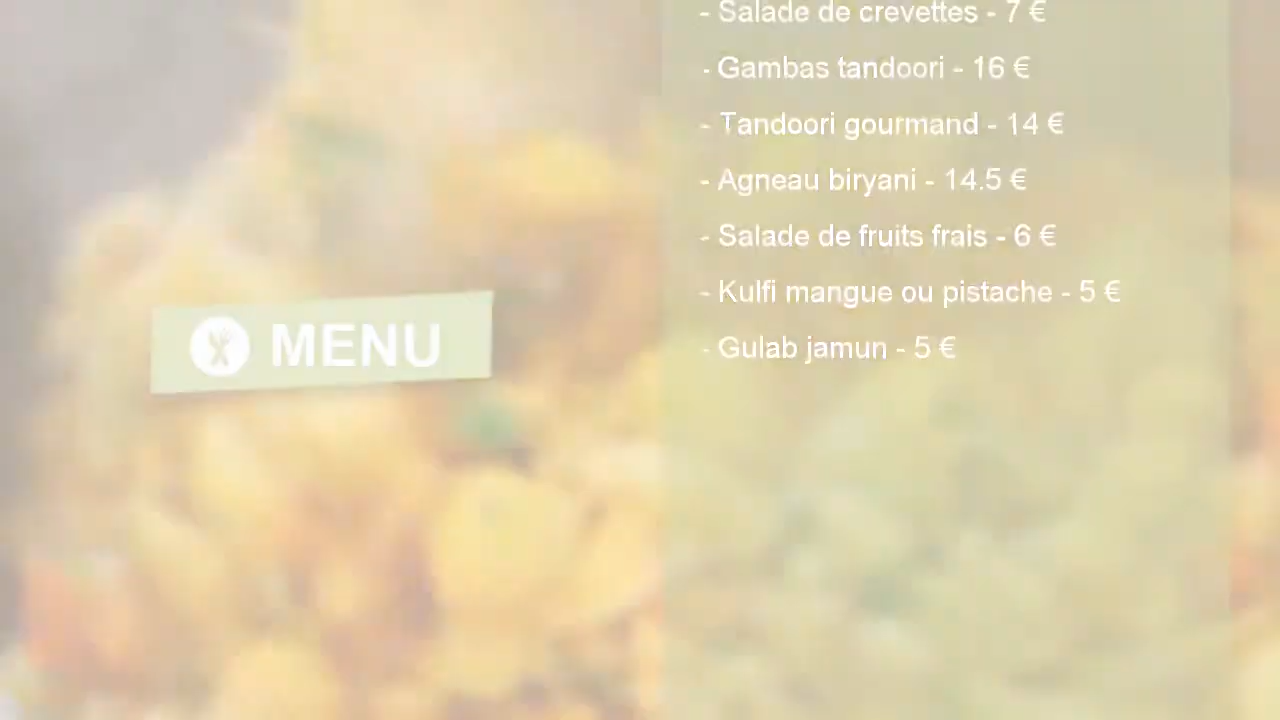 MENU
- Salade de crevettes - 7 €
- Gambas tandoori - 16 €
- Tandoori gourmand - 14 €
- Agneau biryani - 14.5 €
- Salade de fruits frais - 6 €
- Kulfi mangue ou pistache - 5 €
- Gulab jamun - 5 €